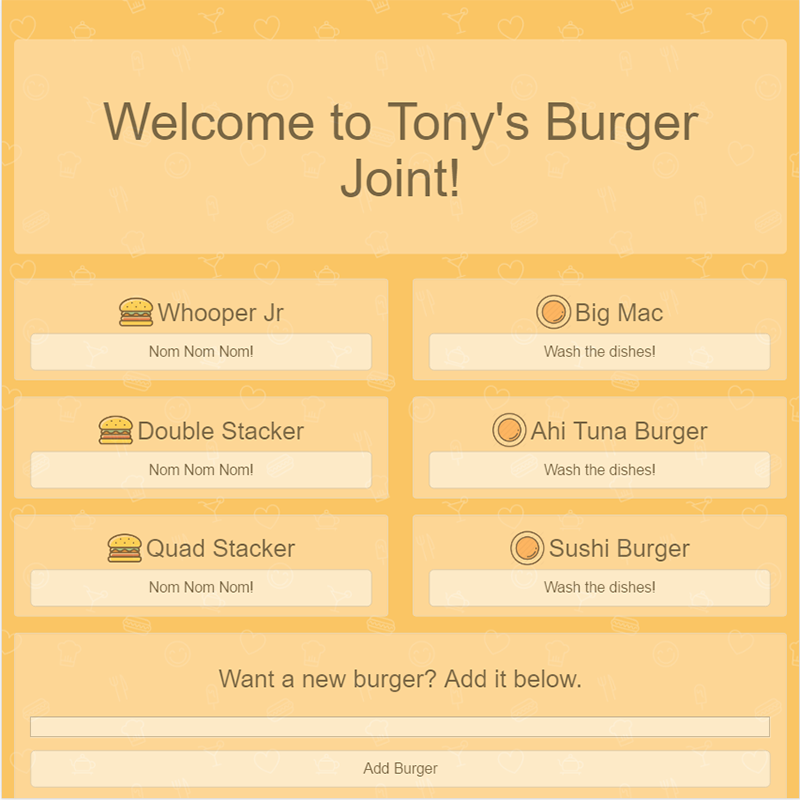 Welcome to Tony's Burger
Joint!
Whooper Jr
Nom Nom Nom!
Big Mac
Wash the dishes!
Double Stacker
Nom Nom Nom!
Ahi Tuna Burger
Wash the dishes!
Quad Stacker
Nom Nom Nom!
Sushi Burger
Wash the dishes!
Want a new burger? Add it below.
Add Burger